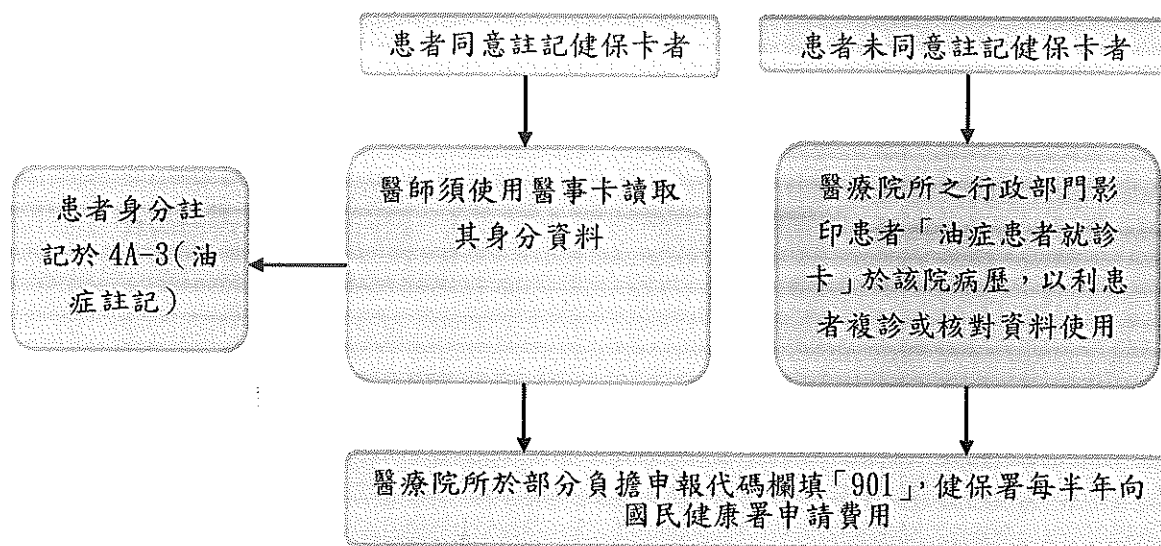 患者同意註記健保卡者
患者未同意註記健保卡者
患者身分註
記於 4A-3(油
症註記)
醫師須使用醫事卡讀取
其身分資料
醫療院所之行政部門影
印患者「油症患者就診
卡」於該院病歷，以利患
者複診或核對資料使用
醫療院所於部分負擔申報代碼欄填「901」，健保署每半年向
國民健康署申請費用